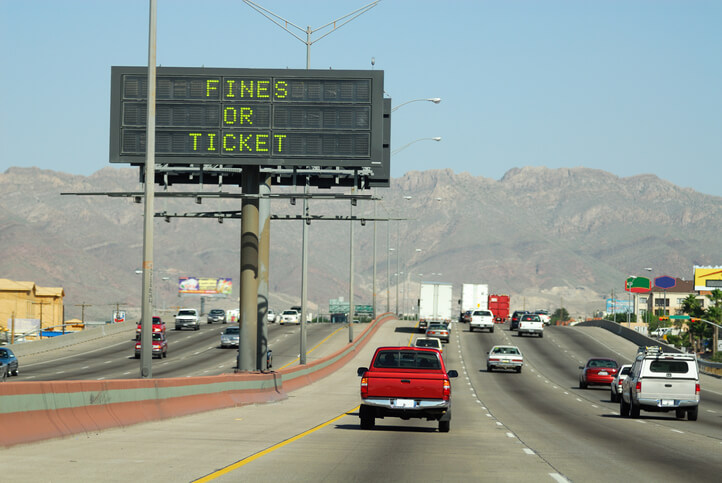 FINES
OR
TICKET